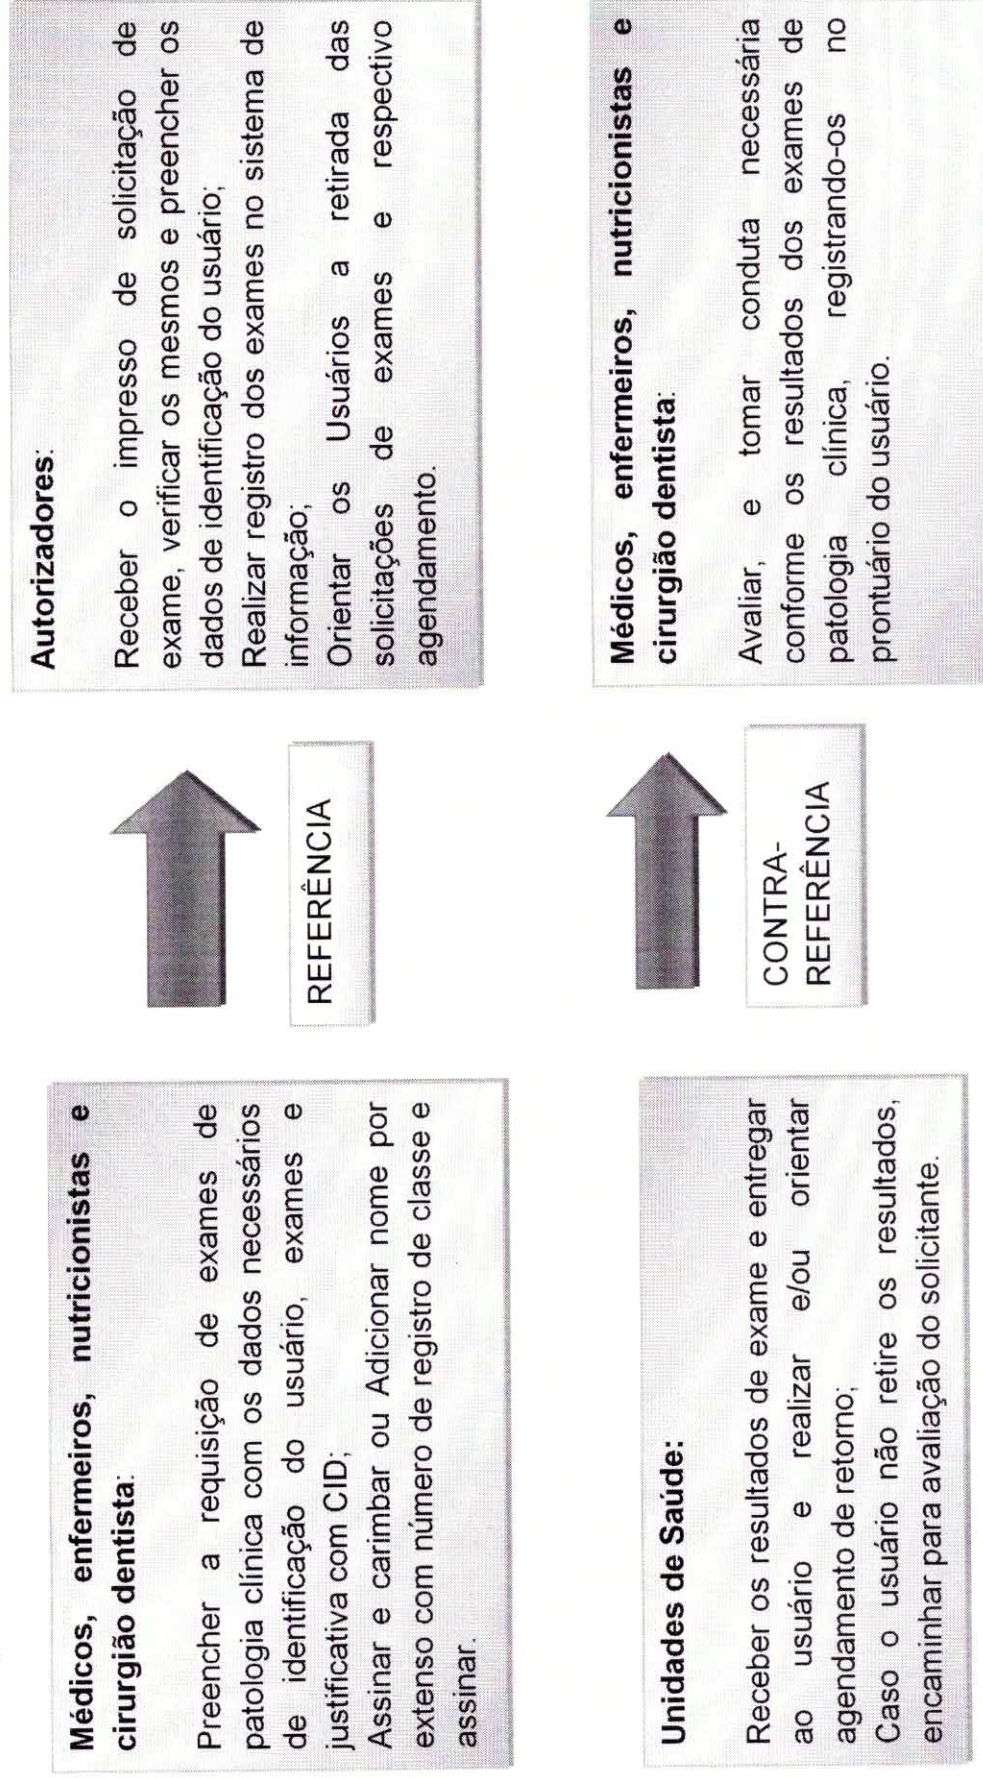 Médicos, enfermeiros, nutricionistas e
cirurgião dentista:
Preencher a requisição de exames de
patologia clínica com os dados necessários
de identificação do usuário, exames e
justificativa com CID;
Assinar e carimbar ou Adicionar nome por
extenso com número de registro de classe e
assinar.
REFERÊNCIA
Autorizadores:
Receber o impresso de solicitação de
exame, verificar os mesmos e preencher os
dados de identificação do usuário;
Realizar registro dos exames no sistema de
informação;
Orientar os Usuários a retirada das
solicitações de exames e respectivo
agendamento.
Unidades de Saúde:
Receber os resultados de exame e entregar
ao usuário e realizar e/ou orientar
agendamento de retorno;
Caso o usuário não retire os resultados,
encaminhar para avaliação do solicitante.
CONTRA-
REFERÊNCIA
Médicos, enfermeiros, nutricionistas e
cirurgião dentista:
Avaliar, e tomar conduta necessária
conforme os resultados dos exames de
patologia clínica, registrando-os no
prontuário do usuário.